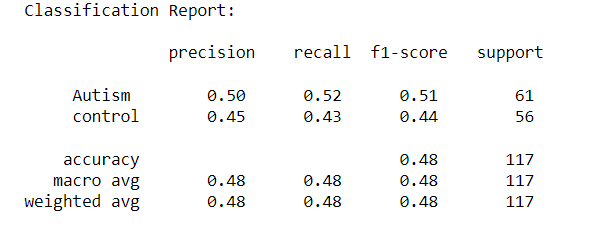 Classification Report:
precision recall f1-score support
Autism 0.50 0.52 0.51 61
control 0.45 0.43 0.44 56
accuracy 0.48 117
macro avg 0.48 0.48 0.48 117
weighted avg 0.48 0.48 0.48 117